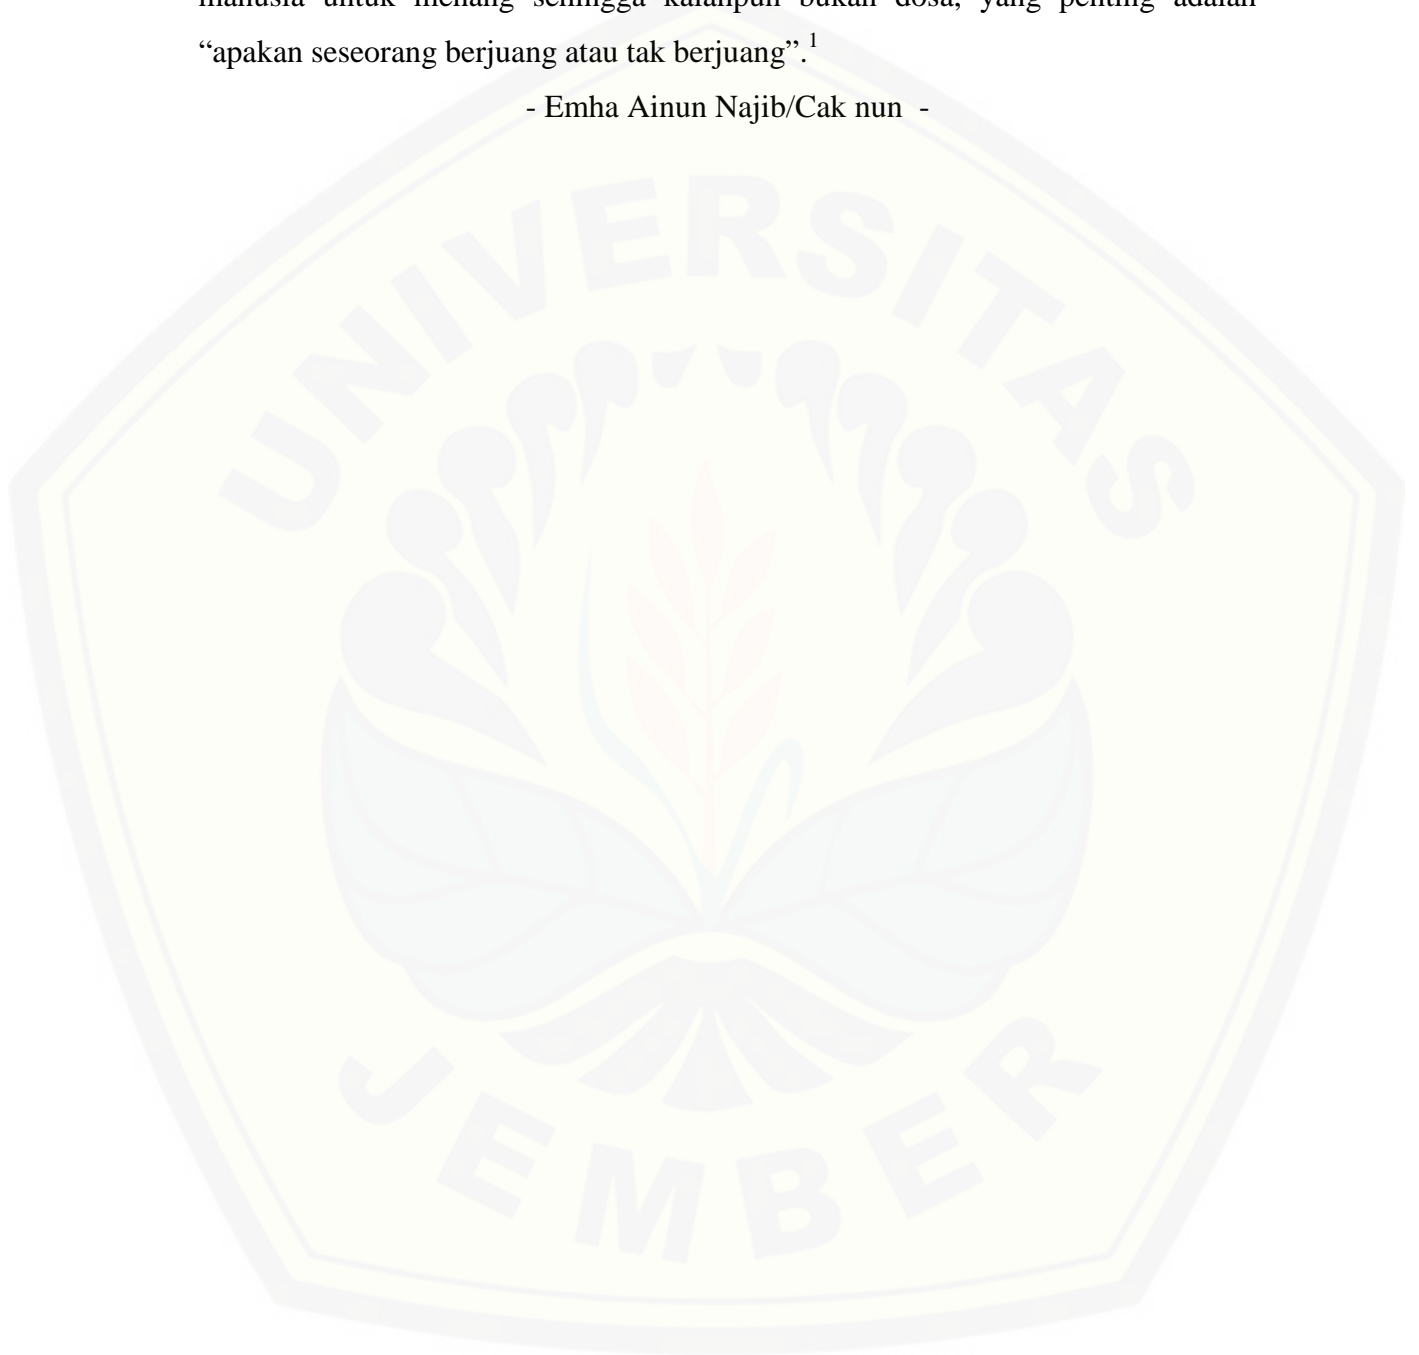 manusia untuk menang sehingga kalahpun bukan dosa, yang penting adalah
“apakan seseorang berjuang atau tak berjuang”.1
- Emha Ainun Najib/Cak nun -
UNIVERSITAS
JEMBER